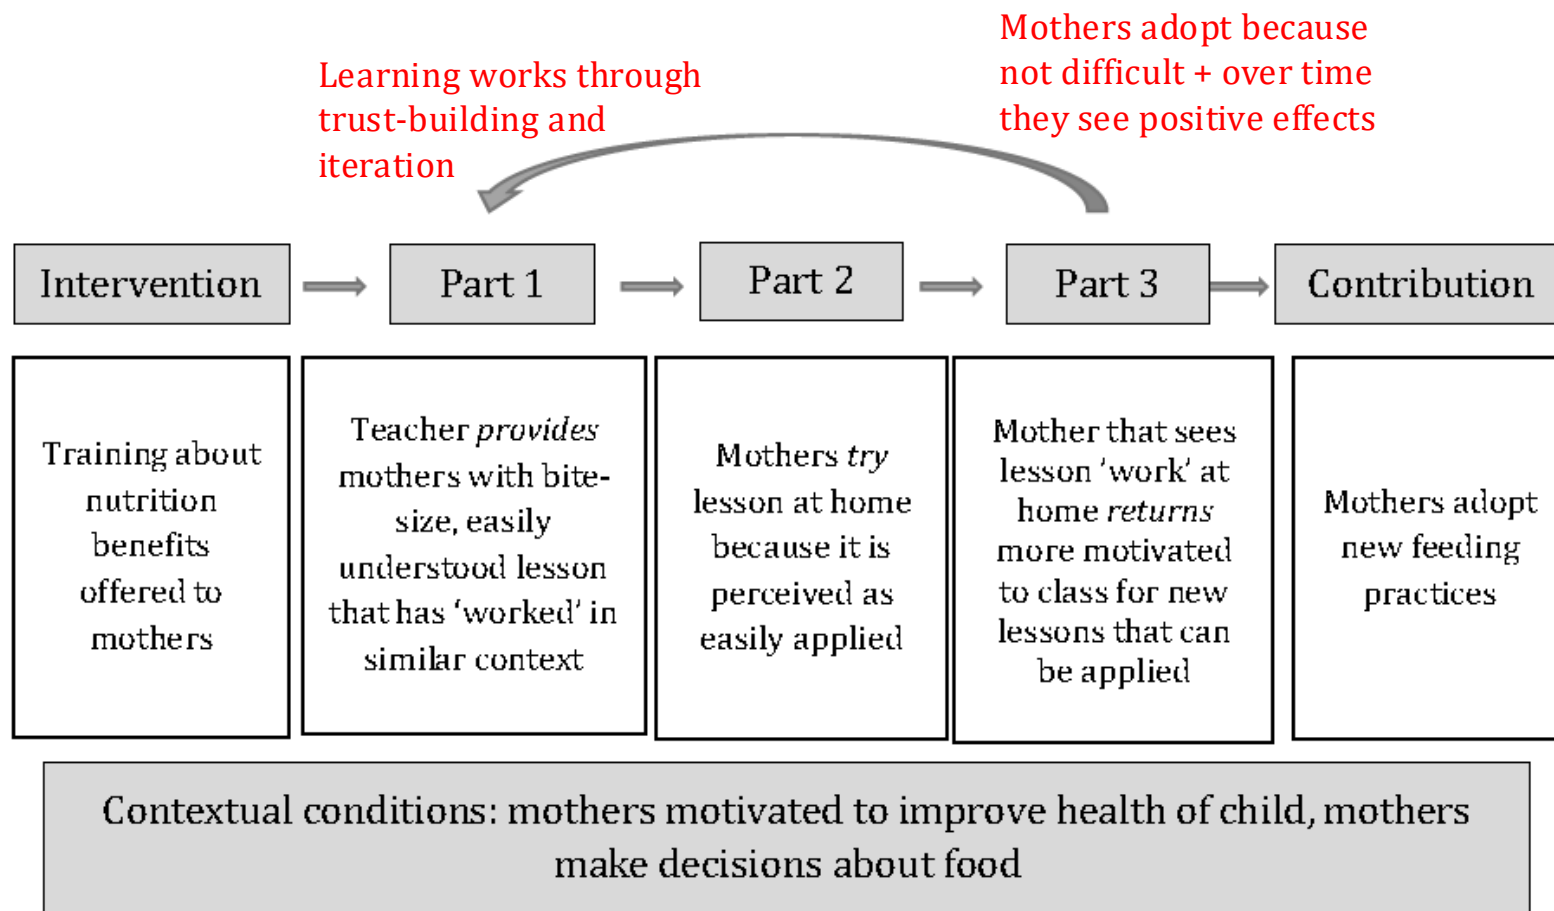 Mothers adopt because
not difficult + over time
they see positive effects
Learning works through
trust-building and
iteration
Intervention
Part 1
Part 2
Part 3
Contribution
Training about
nutrition
benefits
offered to
mothers
Teacher provides
mothers with bite-
size, easily
understood lesson
that has ‘worked’ in
similar context
Mothers try
lesson at home
because it is
perceived as
easily applied
Mother that sees
lesson ‘work’ at
home returns
more motivated
to class for new
lessons that can
be applied
Mothers adopt
new feeding
practices
Contextual conditions: mothers motivated to improve health of child, mothers
make decisions about food